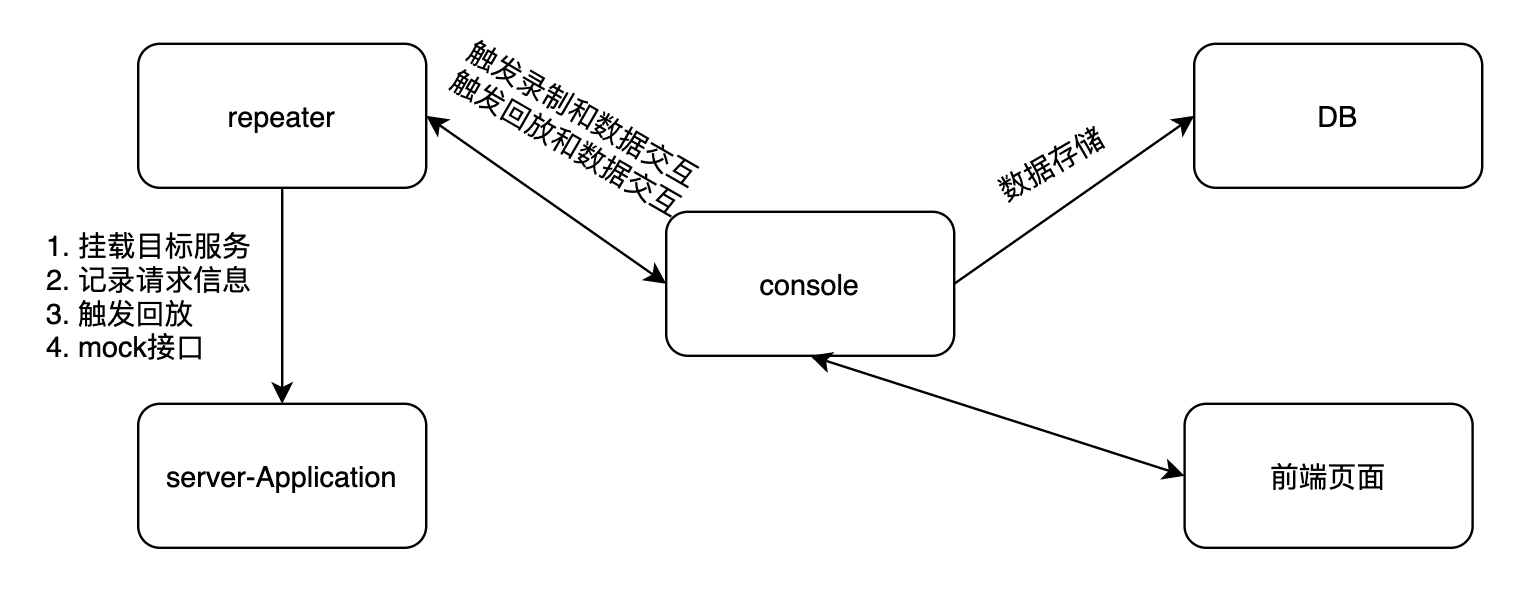 repeater
触发录制和数据交互
触发回放和数据交互
数据存储
DB
1. 挂载目标服务
2. 记录请求信息
3. 触发回放
4. mock接口
console
server-Application
前端页面